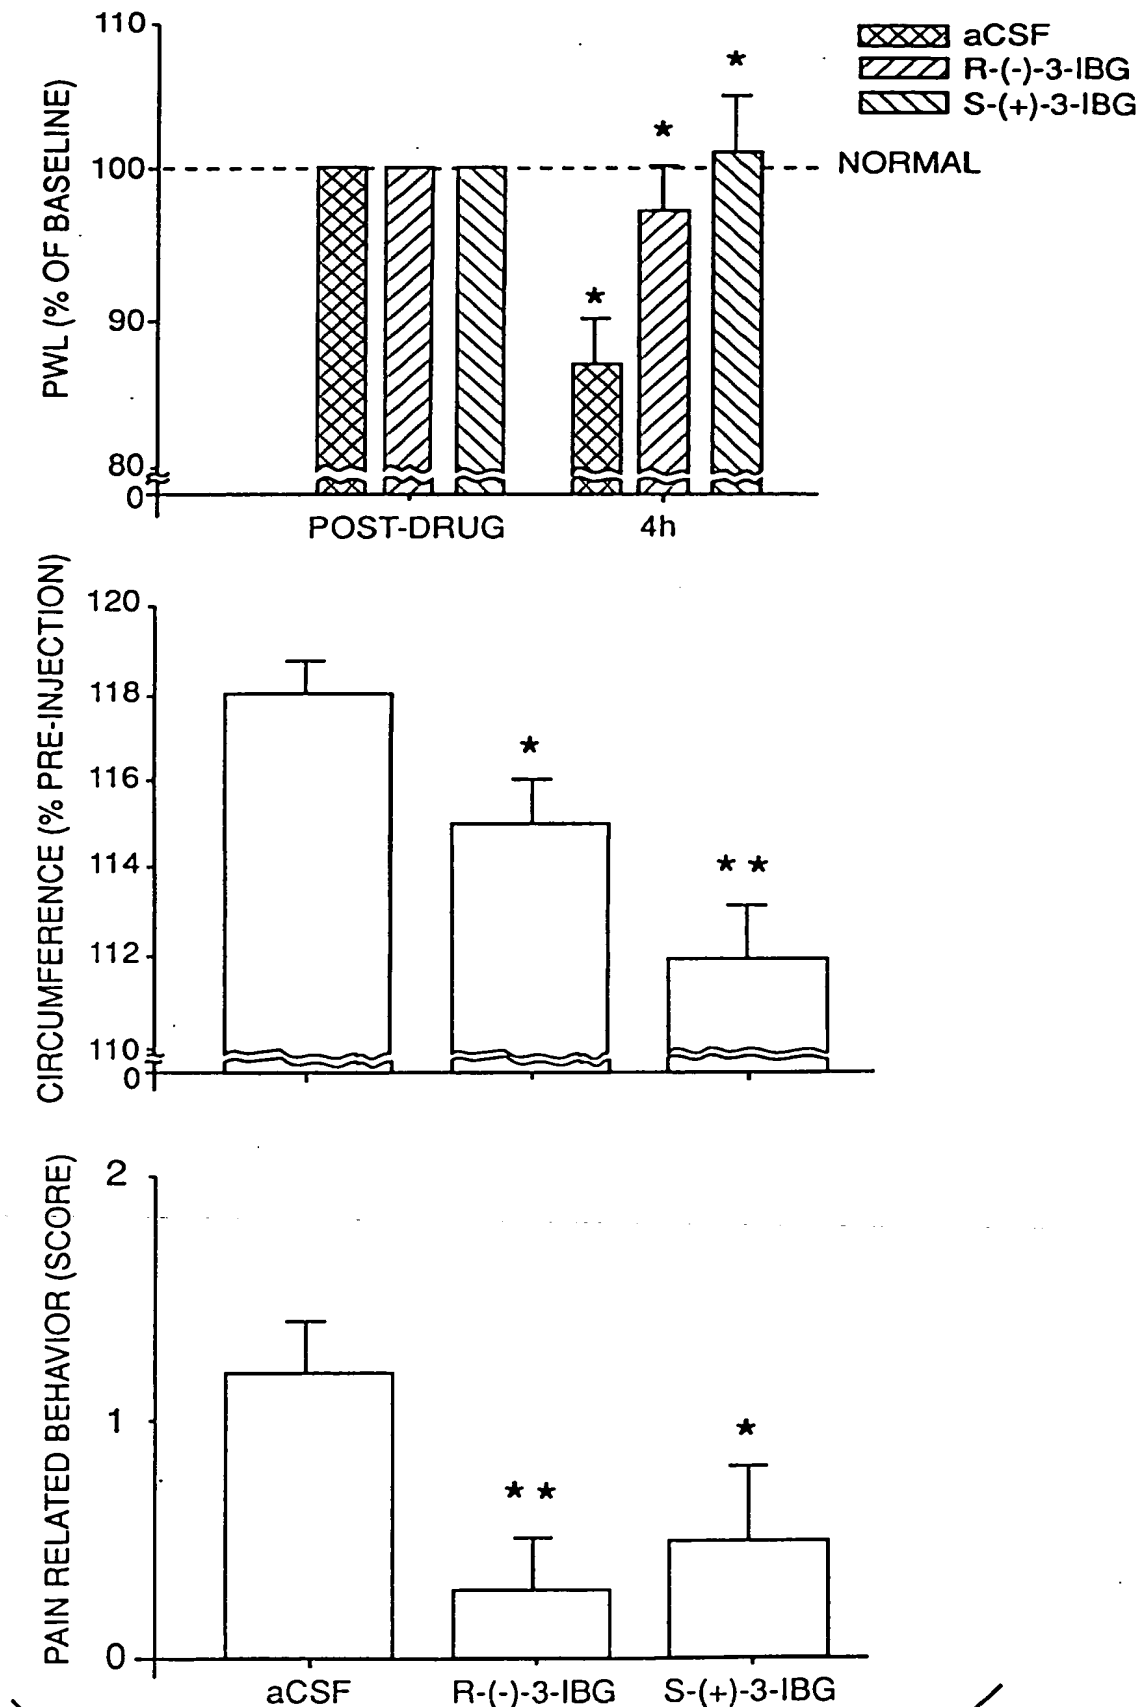 110
aCSF
R-(-)-3-IBG
S-(+)-3-IBG
*
*
100
NORMAL
*
90
80
0
PWL (% OF BASELINE)
POST-DRUG 4h
120
118
*
116
114
**
112
110
0
CIRCUMFERENCE (% PRE-INJECTION)
2
*
1
**
0
PAIN RELATED BEHAVIOR (SCORE)
aCSF R-(-)-3-IBG S-(+)-3-IBG